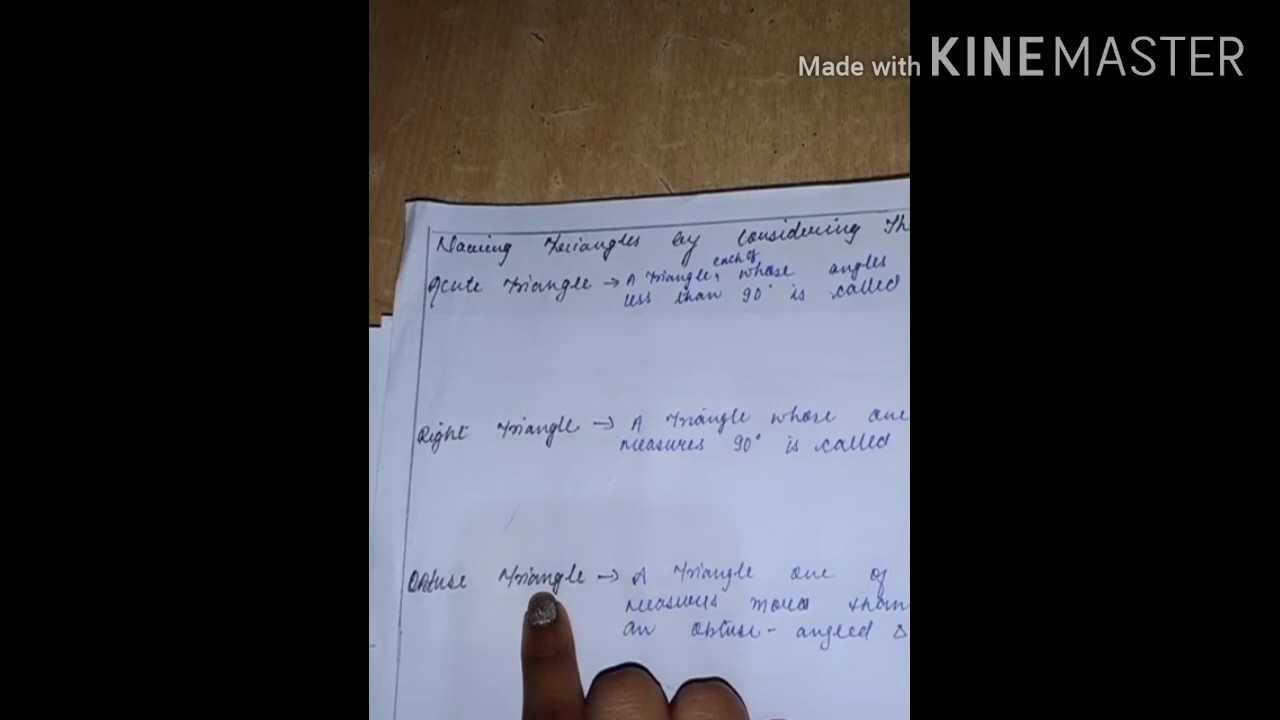 Made with KINEMASTER
Naming Triangles by considering Th
each of
Acute Triangle → A Triangle, whose angles
less than 90° is called
Right Triangle → A Triangle whose one
measures 90° is called
Obtuse Triangle → A Triangle one of
measures more than
an obtuse-angled Δ